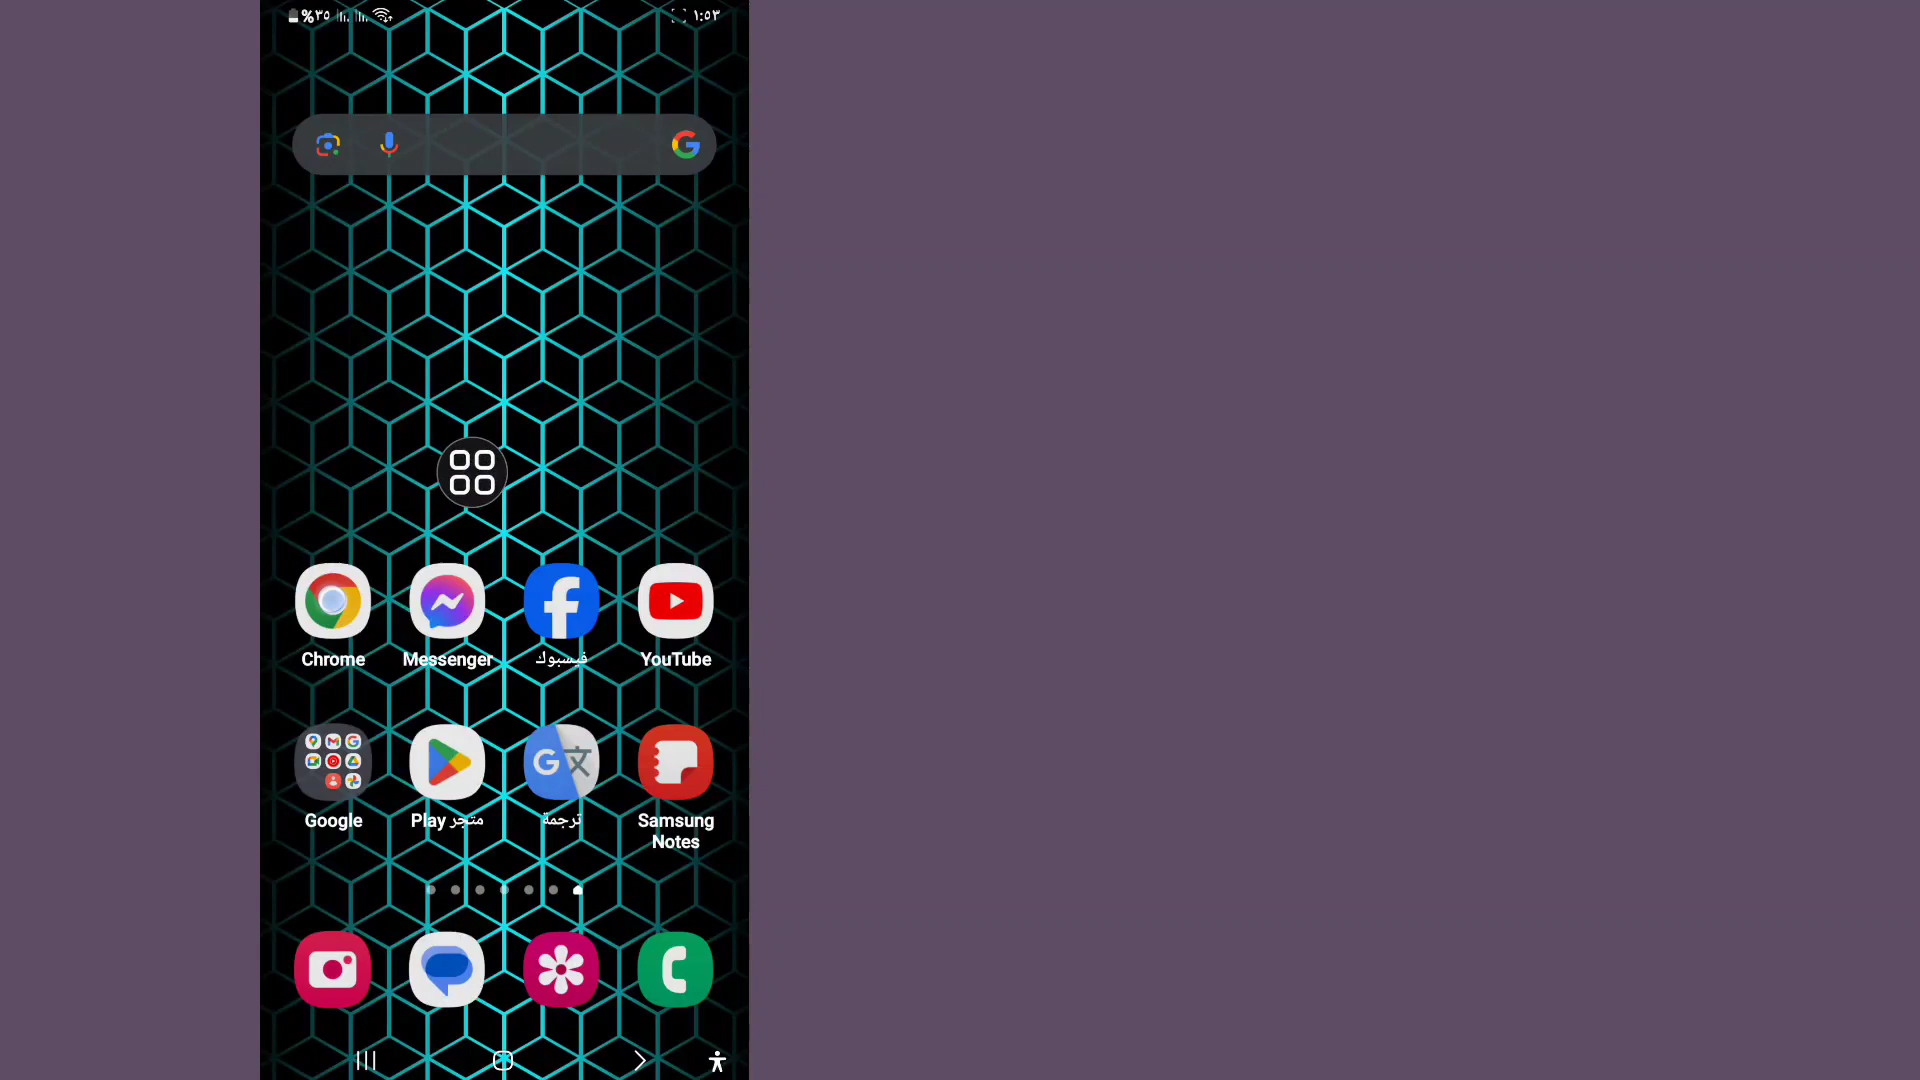 %٣٥
١:٥٣
Chrome
Messenger
فيسبوك
YouTube
Google
متجر Play
ترجمة
Samsung
Notes